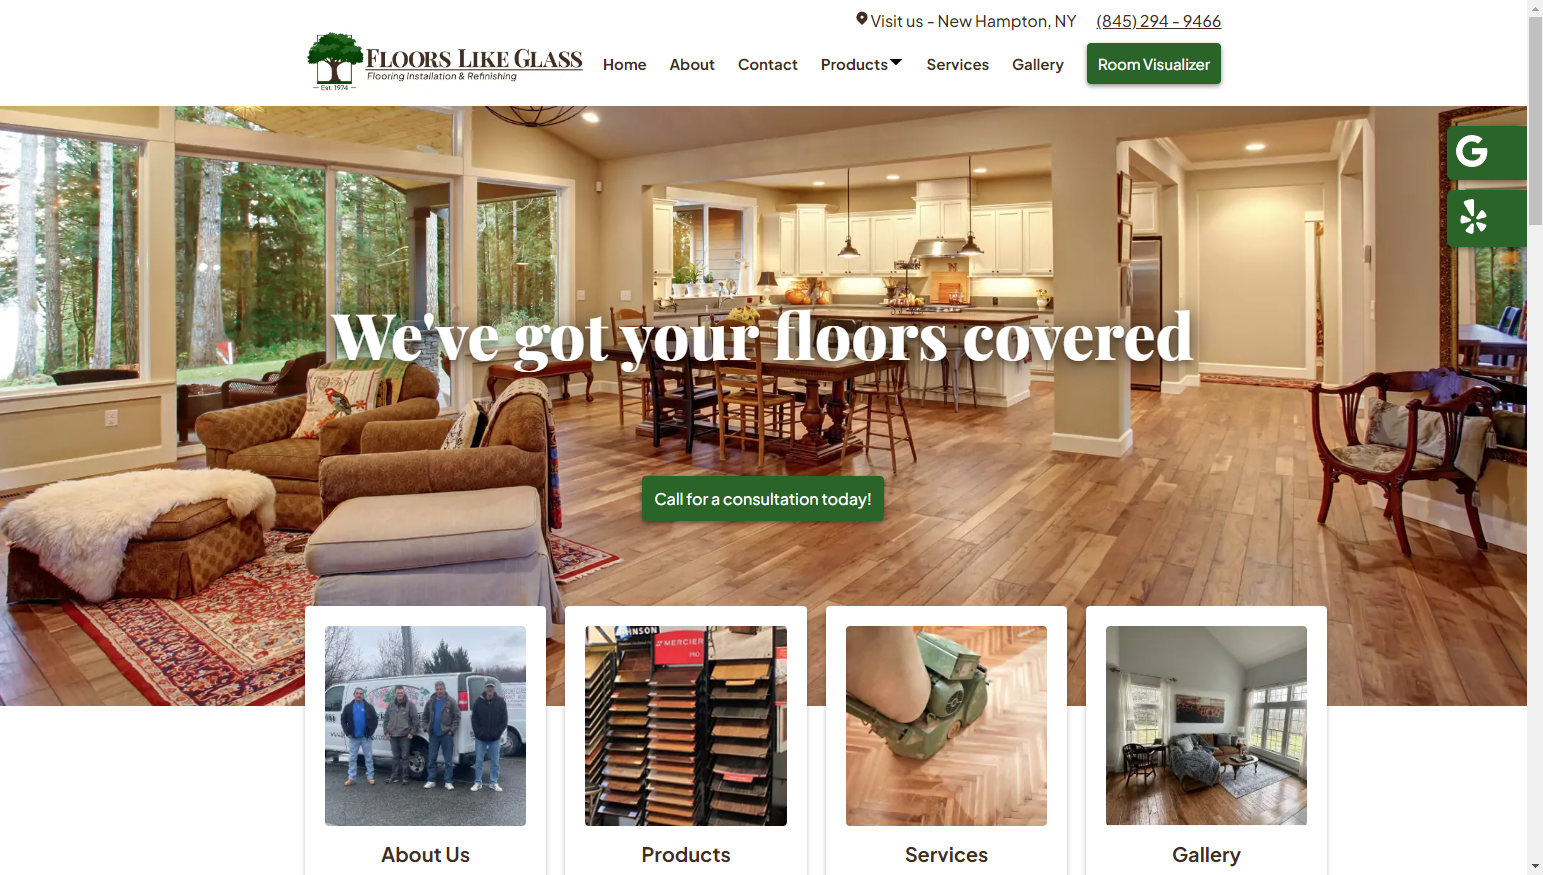 Visit us - New Hampton, NY (845) 294 - 9466
FLOORS LIKE GLASS
Flooring Installation & Refinishing
Est. 1974
Home About Contact Products Services Gallery Room Visualizer
G
We've got your floors covered
Call for a consultation today!
MERCIER
PRO
About Us Products Services Gallery